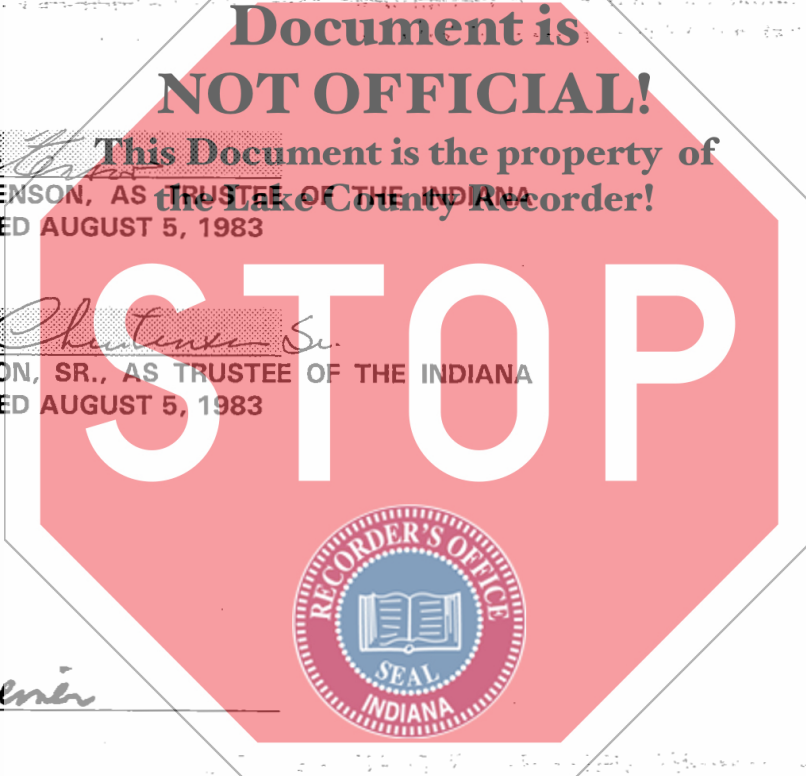 Document is
NOT OFFICIAL!
This Document is the property of
the Lake County Recorder!
ENSON, AS TRUSTEE OF THE INDIANA
ED AUGUST 5, 1983
STOP
Sr.
ON, SR., AS TRUSTEE OF THE INDIANA
ED AUGUST 5, 1983
RECORDER'S OFFICE
SEAL
INDIANA